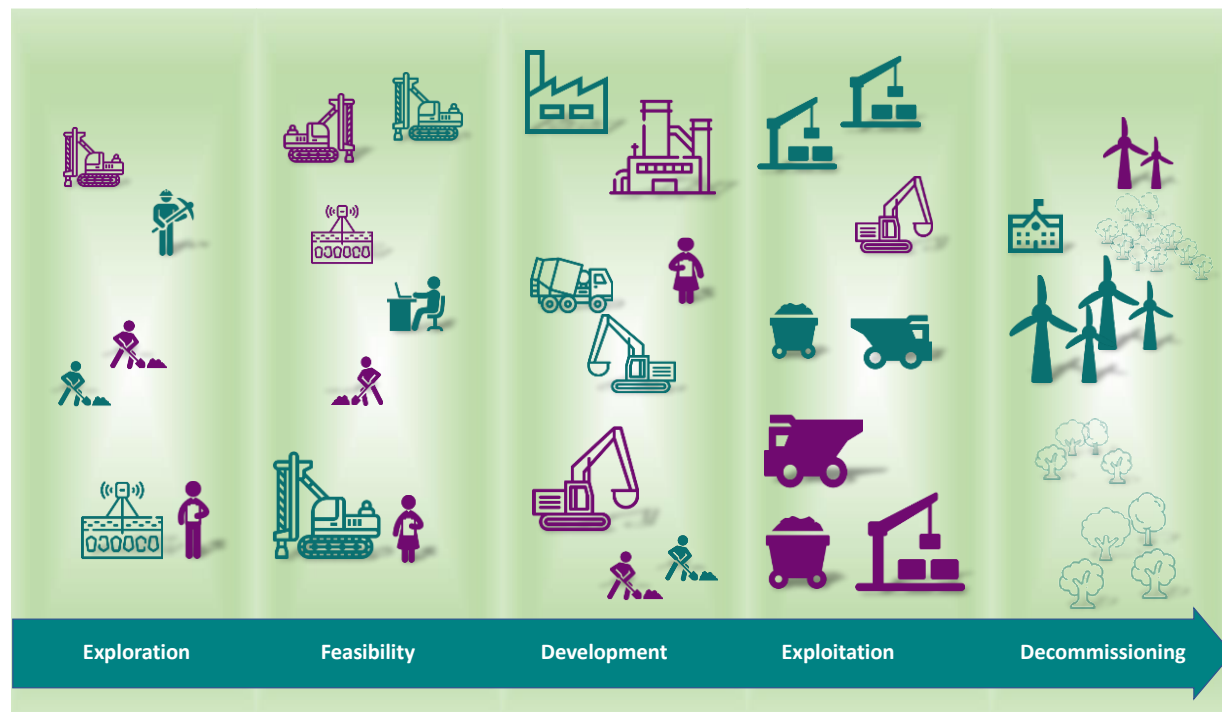 Exploration
Feasibility
Development
Exploitation
Decommissioning